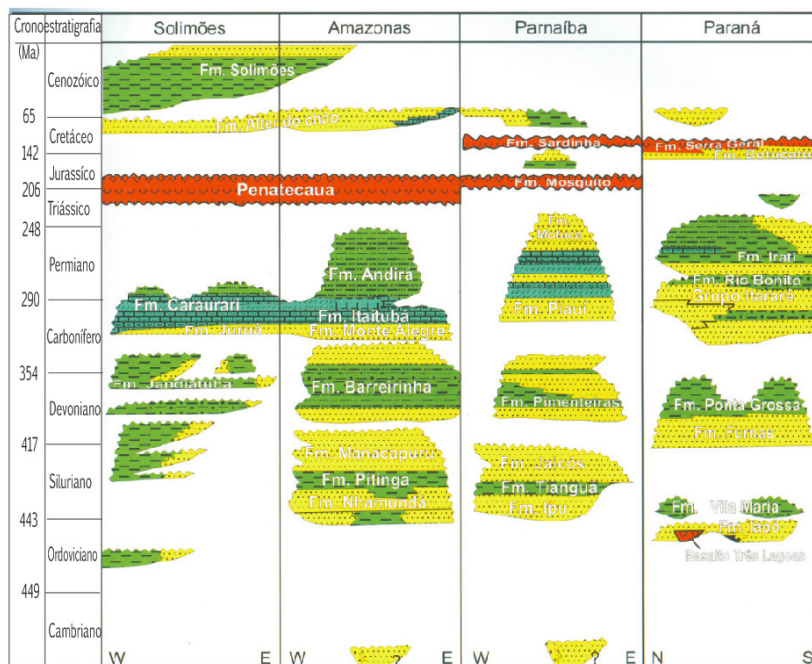 Cronoestratigrafia Solimões Amazonas Parnaíba Paraná
(Ma)
Cenozóico
65
Cretáceo
142
Jurassíco
206
Triássico
248
Permiano
290
Carbonífero
354
Devoniano
417
Siluriano
443
Ordoviciano
449
Cambriano
Fm. Solimões
Fm. Alter do chão
Penatecaua
Fm. Caraurari
Fm. Juruá
Fm. Jandiatuba
Fm. Andirá
Fm. Itaituba
Fm. Monte Alegre
Fm. Barreirinha
Fm. Manacapuru
Fm. Pitinga
Fm. Nhamundá
Fm. Sardinha
Fm. Mosquito
Fm.
Fm. Piauí
Fm. Pimenteiras
Fm. Jaicós
Fm. Tianguá
Fm. Ipu
Fm. Serra Geral
Fm. Botucatu
Fm. Irati
Fm. Rio Bonito
Grupo Itararé
Fm. Ponta Grossa
Fm. Furnas
Fm. Vila Maria
Fm. Iapó
Basalto Três Lagoas
W E W ? E W ? E N S